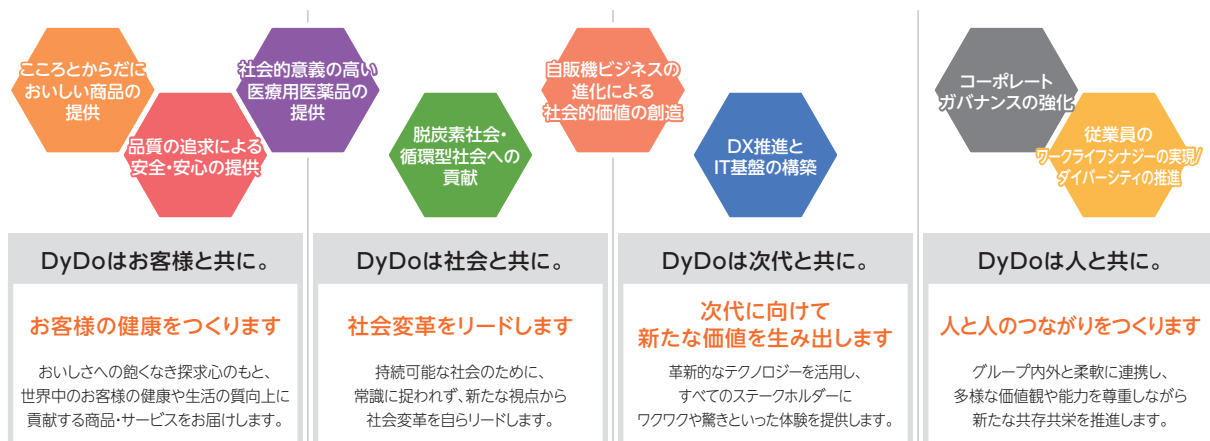 こころとからだに
おいしい商品の
提供
品質の追求による
安全・安心の提供
社会的意義の高い
医療用医薬品の
提供
脱炭素社会・
循環型社会への
貢献
自販機ビジネスの
進化による
社会的価値の創造
DX推進と
IT基盤の構築
コーポレート
ガバナンスの強化
従業員の
ワークライフシナジーの実現/
ダイバーシティの推進
DyDoはお客様と共に。
お客様の健康をつくります
おいしさへの飽くなき探求心のもと、
世界中のお客様の健康や生活の質向上に
貢献する商品・サービスをお届けします。
DyDoは社会と共に。
社会変革をリードします
持続可能な社会のために、
常識に捉われず、新たな視点から
社会変革を自らリードします。
DyDoは次代と共に。
次代に向けて
新たな価値を生み出します
革新的なテクノロジーを活用し、
すべてのステークホルダーに
ワクワクや驚きといった体験を提供します。
DyDoは人と共に。
人と人のつながりをつくります
グループ内外と柔軟に連携し、
多様な価値観や能力を尊重しながら
新たな共存共栄を推進します。